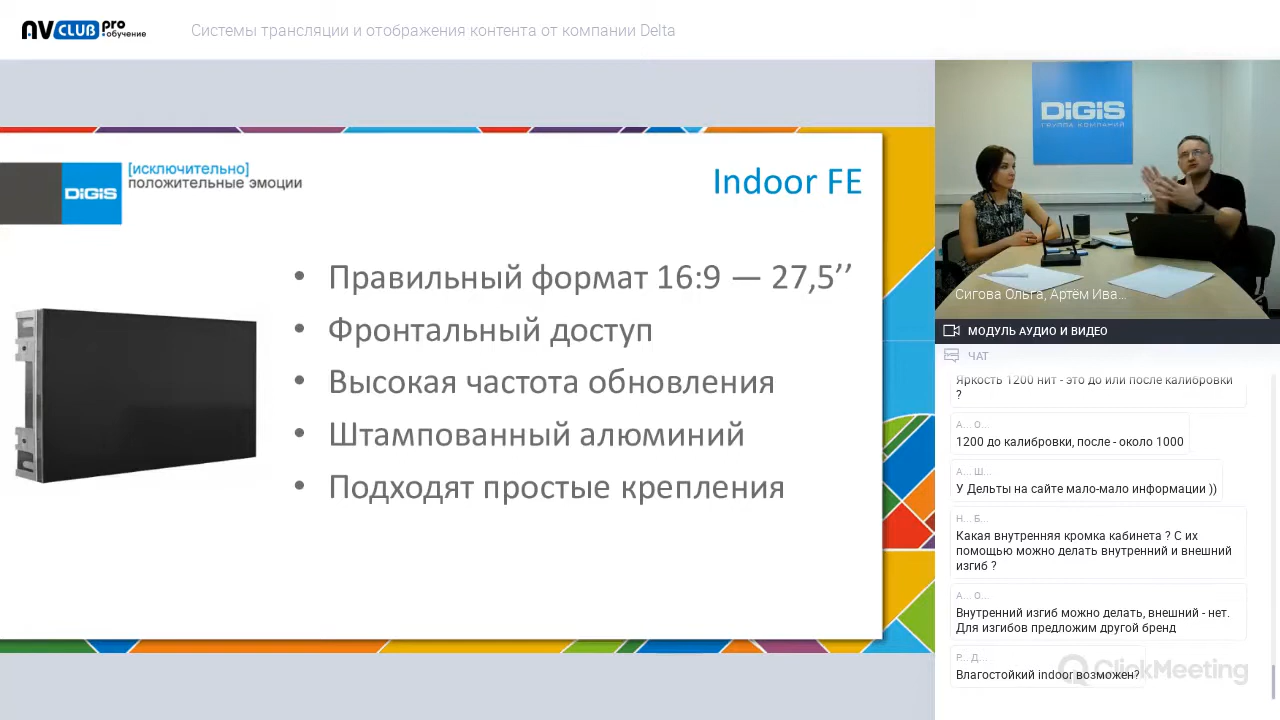 AV CLUB pro обучение
Системы трансляции и отображения контента от компании Delta
DiGiS
[исключительно]
положительные эмоции
Indoor FE
• Правильный формат 16:9 — 27,5’’
• Фронтальный доступ
• Высокая частота обновления
• Штампованный алюминий
• Подходят простые крепления
DiGiS
ГРУППА КОМПАНИЙ
Сигова Ольга, Артём Ива...
МОДУЛЬ АУДИО И ВИДЕО
ЧАТ
Яркость 1200 нит - это до или после калибровки
?
А... О...
1200 до калибровки, после - около 1000
А... Ш...
У Дельты на сайте мало-мало информации ))
Н... Б...
Какая внутренняя кромка кабинета ? С их
помощью можно делать внутренний и внешний
изгиб ?
А... О...
Внутренний изгиб можно делать, внешний - нет.
Для изгибов предложим другой бренд
Р... Д...
Влагостойкий indoor возможен?
ClickMeeting